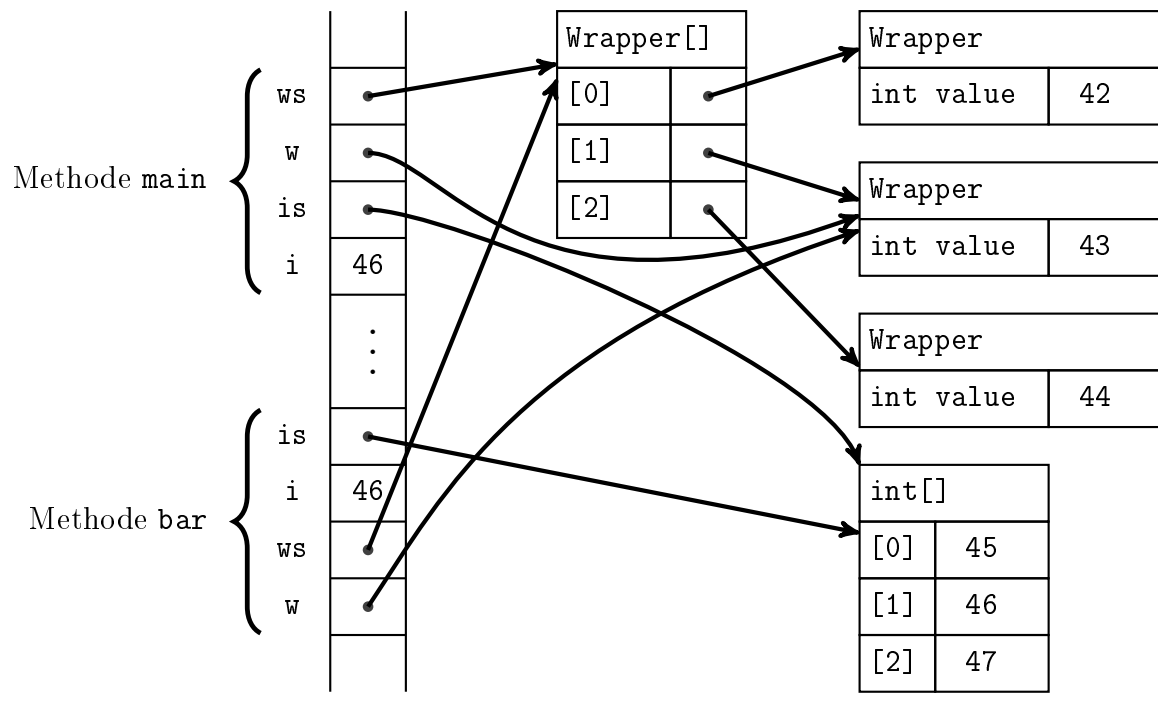 Wrapper[]
Wrapper
ws
[0]
int value 42
Methode main
w
[1]
Wrapper
is
[2]
int value 43
i 46
Wrapper
int value 44
is
i 46
int[]
Methode bar
ws
[0] 45
w
[1] 46
[2] 47